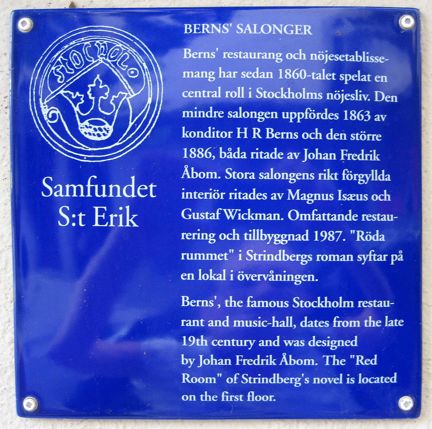 STOCHOLO
Samfundet
S:t Erik
BERNS' SALONGER
Berns' restaurang och nöjesetablisse-
mang har sedan 1860-talet spelat en
central roll i Stockholms nöjesliv. Den
mindre salongen uppfördes 1863 av
konditor H R Berns och den större
1886, båda ritade av Johan Fredrik
Åbom. Stora salongens rikt förgyllda
interiör ritades av Magnus Isæus och
Gustaf Wickman. Omfattande restau-
rering och tillbyggnad 1987. "Röda
rummet" i Strindbergs roman syftar på
en lokal i övervåningen.
Berns', the famous Stockholm restau-
rant and music-hall, dates from the late
19th century and was designed
by Johan Fredrik Åbom. The "Red
Room" of Strindberg's novel is located
on the first floor.